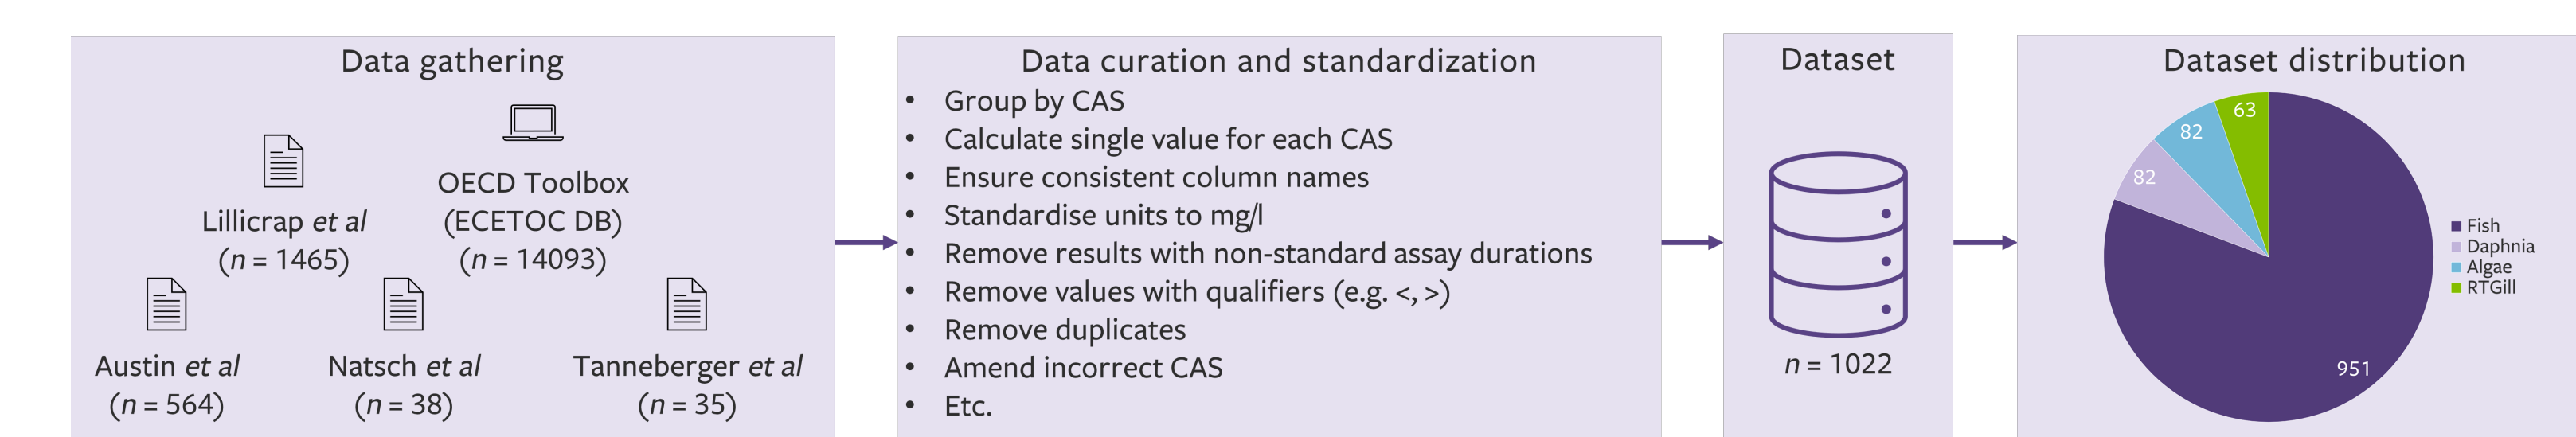 Data gathering
Lillicrap et al
(n = 1465)
OECD Toolbox
(ECETOC DB)
(n = 14093)
Austin et al
(n = 564)
Natsch et al
(n = 38)
Tanneberger et al
(n = 35)
Data curation and standardization
• Group by CAS
• Calculate single value for each CAS
• Ensure consistent column names
• Standardise units to mg/l
• Remove results with non-standard assay durations
• Remove values with qualifiers (e.g. <, >)
• Remove duplicates
• Amend incorrect CAS
• Etc.
Dataset
n = 1022
Dataset distribution
63
82
82
951
Fish
Daphnia
Algae
RTGill